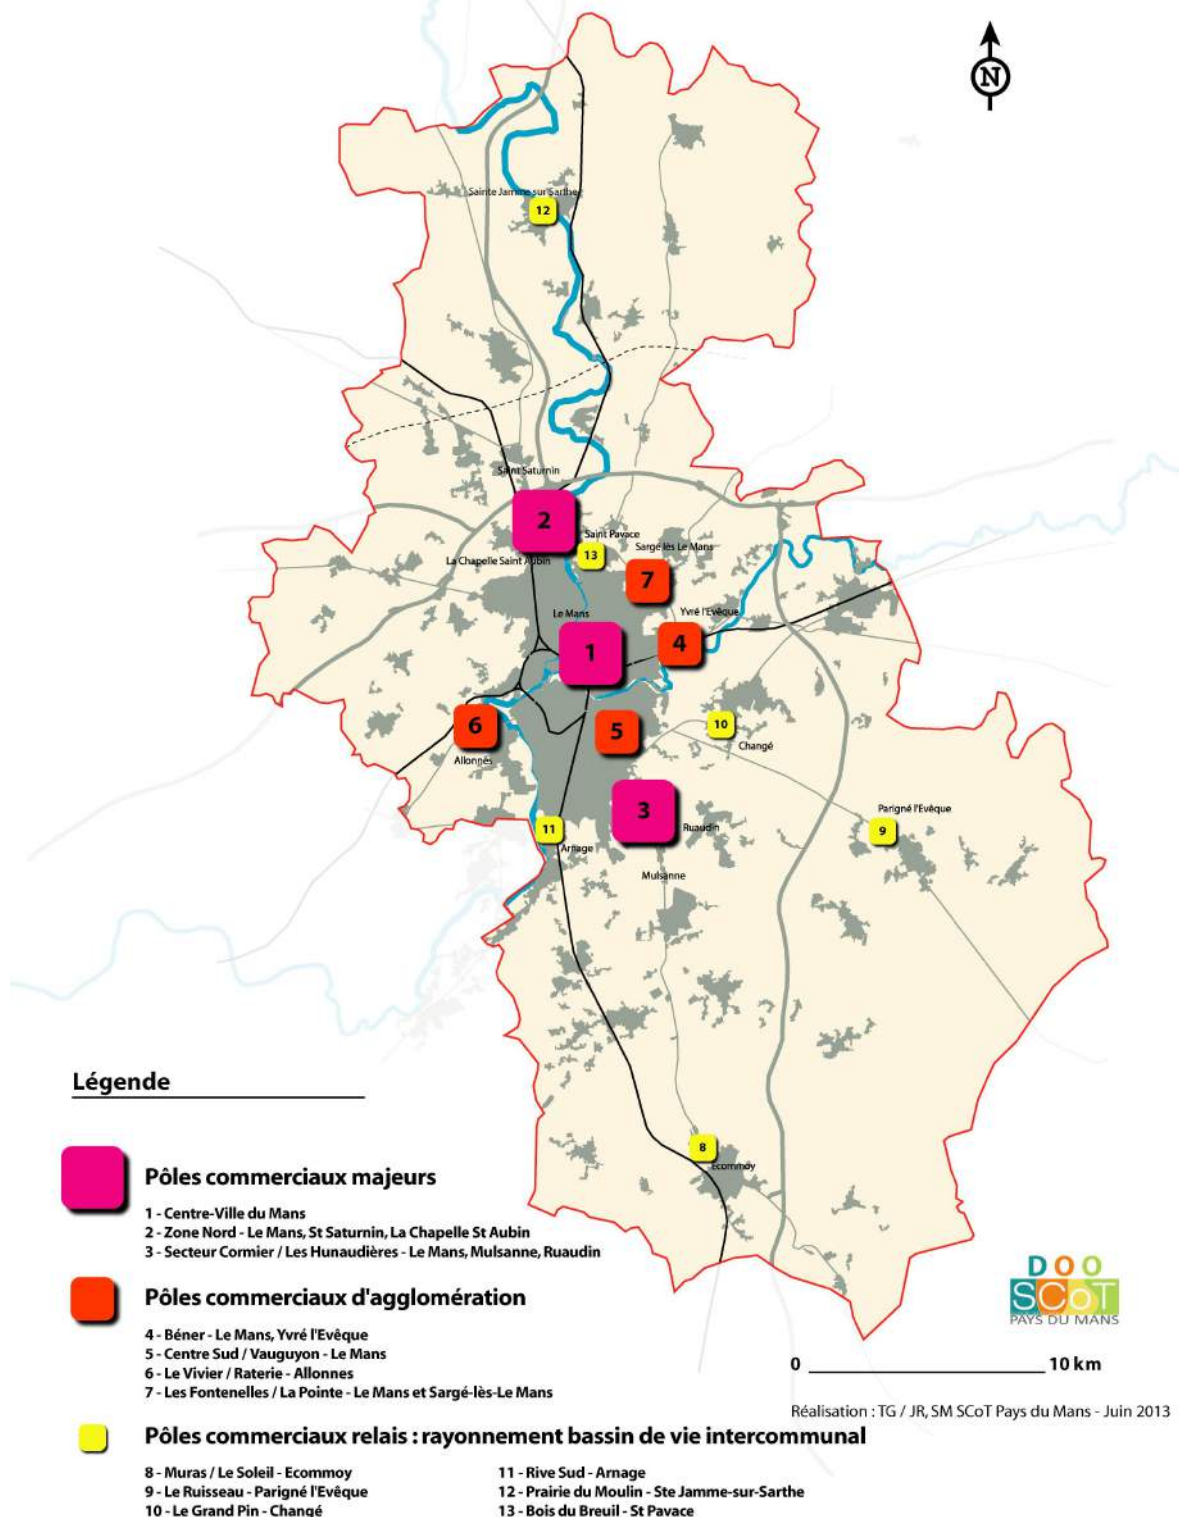 N
Sainte Jamme sur Sarthe
12
Saint Saturnin
2
Saint Pavace
13
Sargé lès Le Mans
La Chapelle Saint Aubin
7
Le Mans
Yvré l'Evêque
1
4
6
5
10
Changé
Allonnes
3
Parigné l'Evêque
11
Ruaudin
9
Arnage
Mulsanne
8
Ecommoy
Légende
Pôles commerciaux majeurs
1 - Centre-Ville du Mans
2 - Zone Nord - Le Mans, St Saturnin, La Chapelle St Aubin
3 - Secteur Cormier / Les Hunaudières - Le Mans, Mulsanne, Ruaudin
Pôles commerciaux d'agglomération
4 - Béner - Le Mans, Yvré l'Evêque
5 - Centre Sud / Vauguyon - Le Mans
6 - Le Vivier / Raterie - Allonnes
7 - Les Fontenelles / La Pointe - Le Mans et Sargé-lès-Le Mans
DOO
SCoT
PAYS DU MANS
0 10 km
Réalisation : TG / JR, SM SCoT Pays du Mans - Juin 2013
Pôles commerciaux relais : rayonnement bassin de vie intercommunal
8 - Muras / Le Soleil - Ecommoy
9 - Le Ruisseau - Parigné l'Evêque
10 - Le Grand Pin - Changé
11 - Rive Sud - Arnage
12 - Prairie du Moulin - Ste Jamme-sur-Sarthe
13 - Bois du Breuil - St Pavace